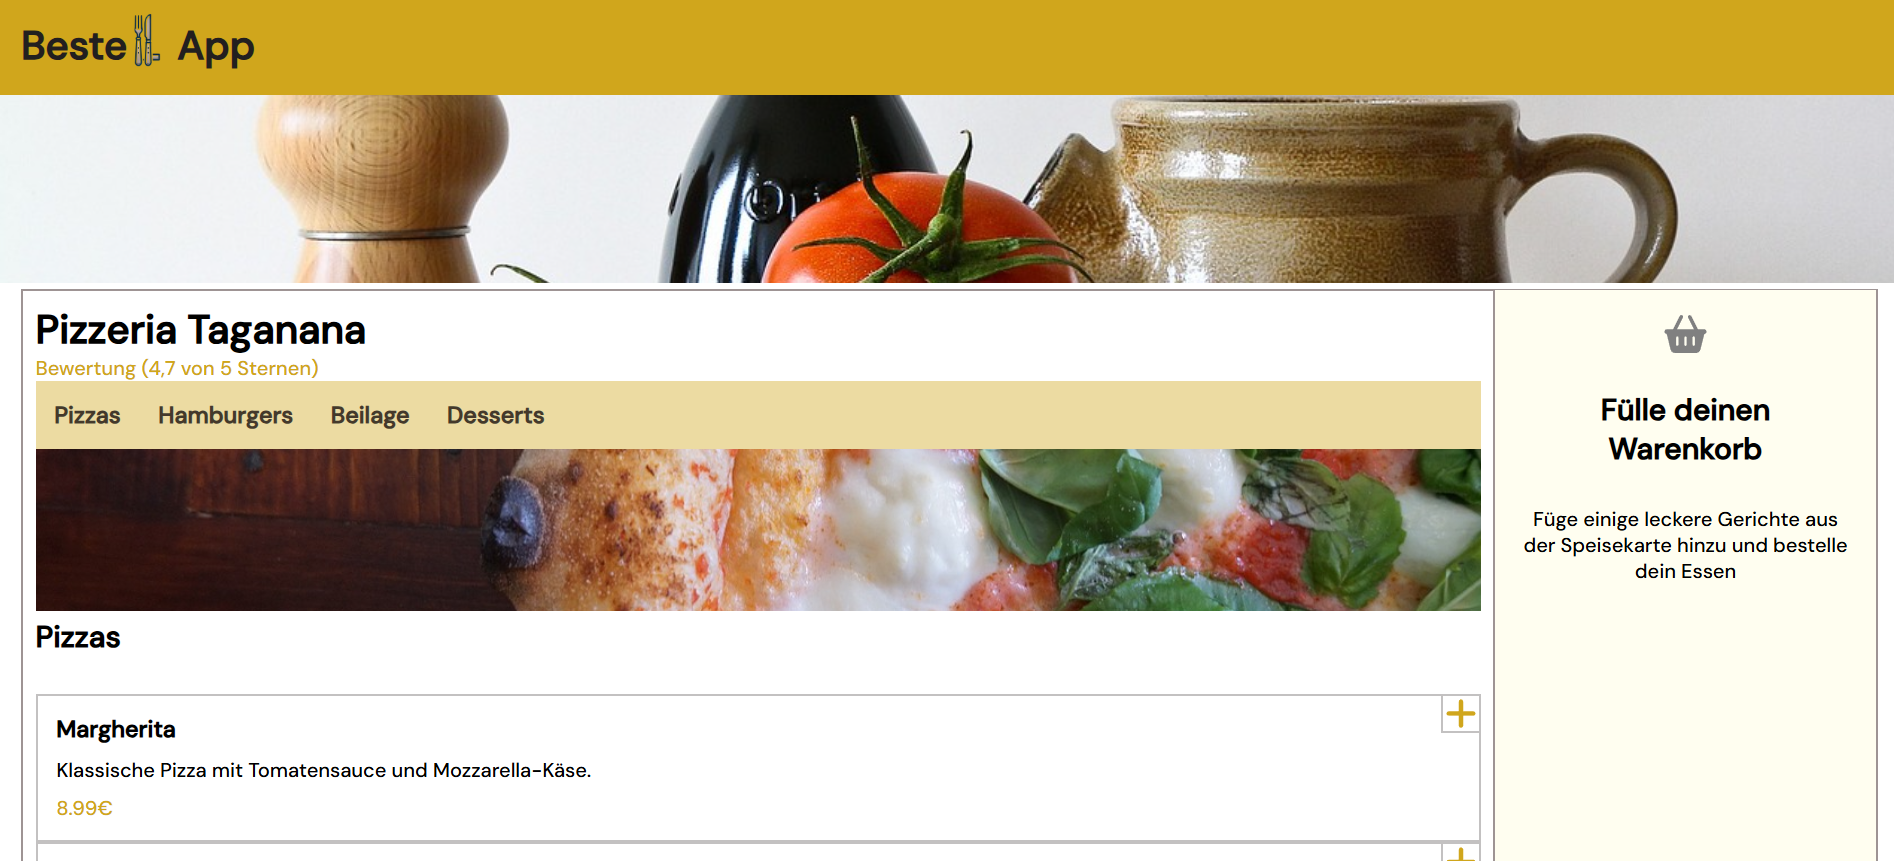 Beste App
Pizzeria Taganana
Bewertung (4,7 von 5 Sternen)
Pizzas Hamburgers Beilage Desserts
Pizzas
Margherita
Klassische Pizza mit Tomatensauce und Mozzarella-Käse.
8.99€
Fülle deinen
Warenkorb
Füge einige leckere Gerichte aus
der Speisekarte hinzu und bestelle
dein Essen